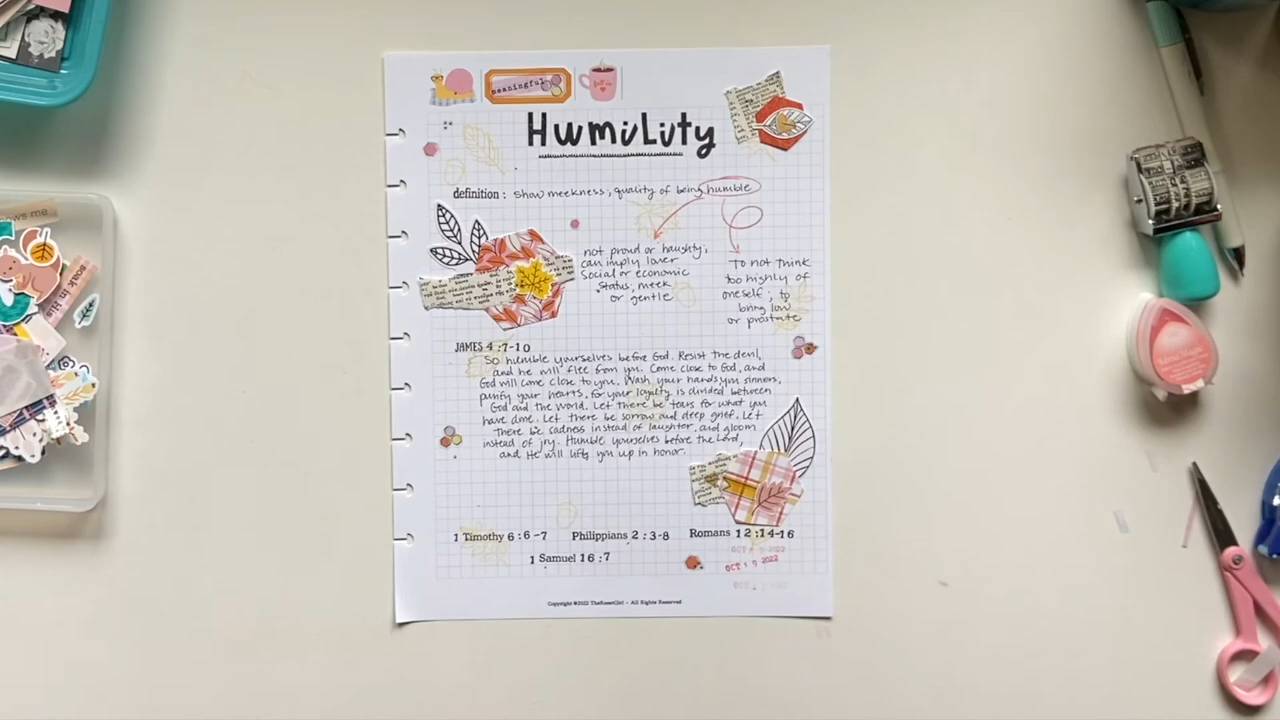 meaningful
HumiLity
definition : show meekness; quality of being humble
not proud or haughty;
can imply lower
social or economic
status, meek
or gentle
to not think
too highly of
oneself; to
bring low
or prostrate
JAMES 4:7-10
So humble yourselves before God. Resist the devil,
and he will flee from you. Come close to God, and
God will come close to you. Wash your hands you sinners,
purify your hearts, for your loyalty is divided between
God and the world. Let there be tears for what you
have done. Let there be sorrow and deep grief. Let
there be sadness instead of laughter, and gloom
instead of joy. Humble yourselves before the Lord,
and He will lift you up in honor.
1 Timothy 6:6-7 Philippians 2:3-8 Romans 12:14-16
1 Samuel 16:7
OCT 19 2022
Copyright ©2022 TheResetGirl - All Rights Reserved
soak in His